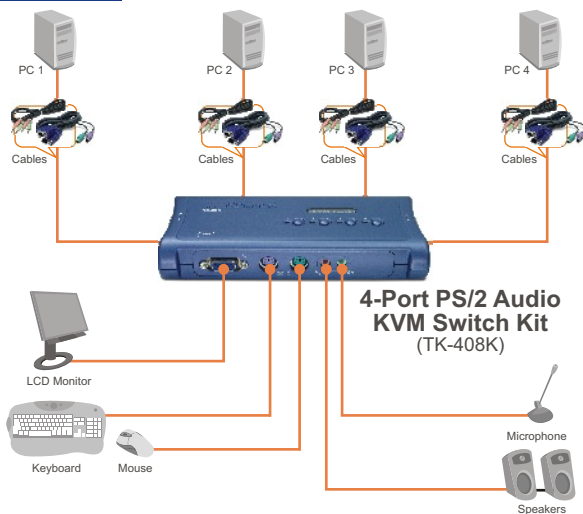 PC 1
PC 2
PC 3
PC 4
Cables
Cables
Cables
Cables
4-Port PS/2 Audio
KVM Switch Kit
(TK-408K)
LCD Monitor
Keyboard
Mouse
Microphone
Speakers